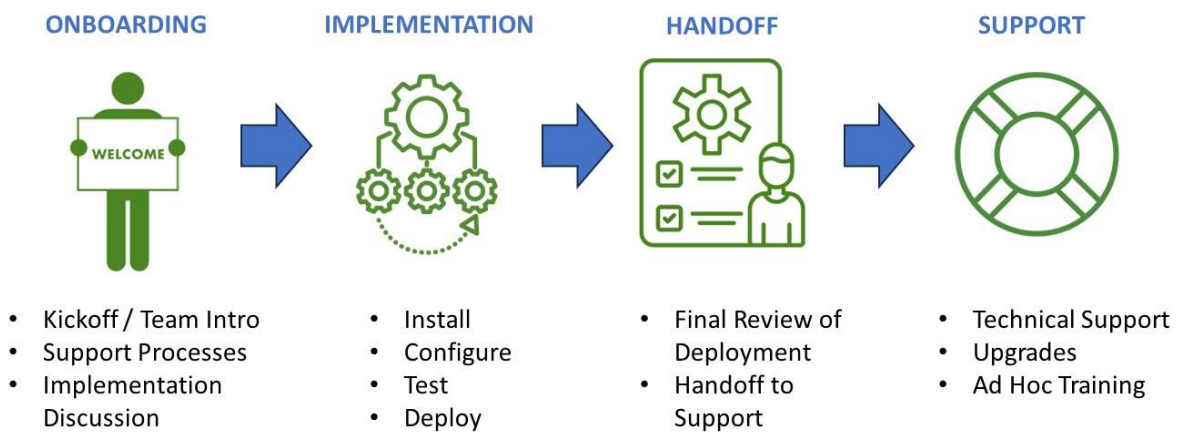 ONBOARDING
IMPLEMENTATION
HANDOFF
SUPPORT
WELCOME
• Kickoff / Team Intro
• Support Processes
• Implementation
Discussion
• Install
• Configure
• Test
• Deploy
• Final Review of
Deployment
• Handoff to
Support
• Technical Support
• Upgrades
• Ad Hoc Training